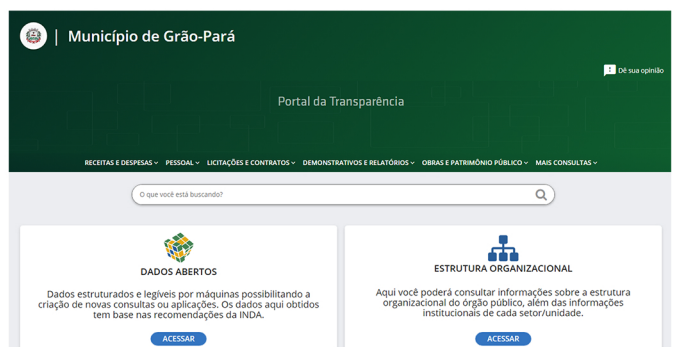 Município de Grão-Pará
Dê sua opinião
Portal da Transparência
RECEITAS E DESPESAS PESSOAL LICITAÇÕES E CONTRATOS DEMONSTRATIVOS E RELATÓRIOS OBRAS E PATRIMÔNIO PÚBLICO MAIS CONSULTAS
O que você está buscando?
DADOS ABERTOS
Dados estruturados e legíveis por máquinas possibilitando a
criação de novas consultas ou aplicações. Os dados aqui obtidos
tem base nas recomendações da INDA.
ACESSAR
ESTRUTURA ORGANIZACIONAL
Aqui você poderá consultar informações sobre a estrutura
organizacional do órgão público, além das informações
institucionais de cada setor/unidade.
ACESSAR